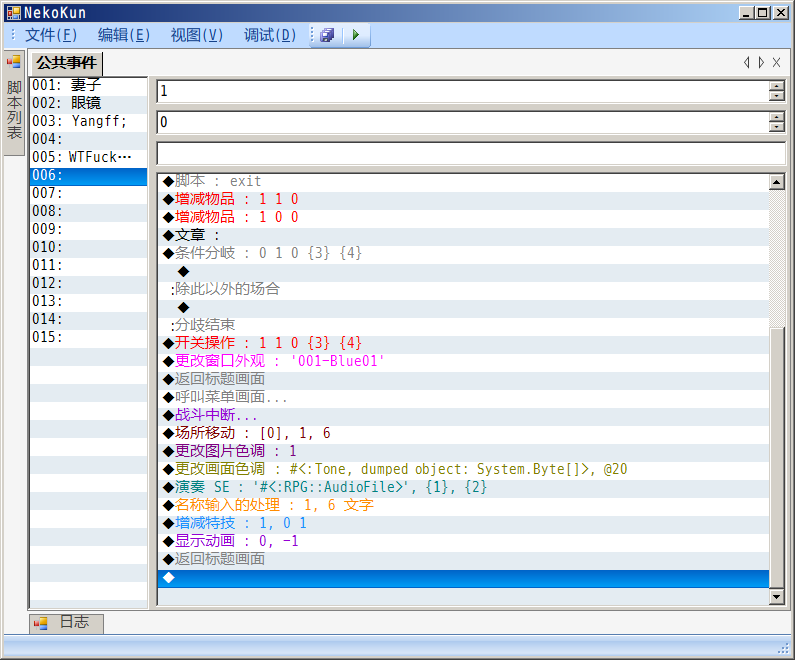 NekoKun
文件(F) 编辑(E) 视图(V) 调试(D)
脚本列表
公共事件
001: 妻子
002: 眼镜
003: Yangff;
004:
005: WTFuck…
006:
007:
008:
009:
010:
011:
012:
013:
014:
015:
1
0
◆脚本 : exit
◆增减物品 : 1 1 0
◆增减物品 : 1 0 0
◆文章 :
◆条件分岐 : 0 1 0 {3} {4}
◆
:除此以外的场合
◆
:分歧结束
◆开关操作 : 1 1 0 {3} {4}
◆更改窗口外观 : '001-Blue01'
◆返回标题画面
◆呼叫菜单画面...
◆战斗中断...
◆场所移动 : [0], 1, 6
◆更改图片色调 : 1
◆更改画面色调 : #<:Tone, dumped object: System.Byte[]>, @20
◆演奏 SE : '#<:RPG::AudioFile>', {1}, {2}
◆名称输入的处理 : 1, 6 文字
◆增减特技 : 1, 0 1
◆显示动画 : 0, -1
◆返回标题画面
◆
日志